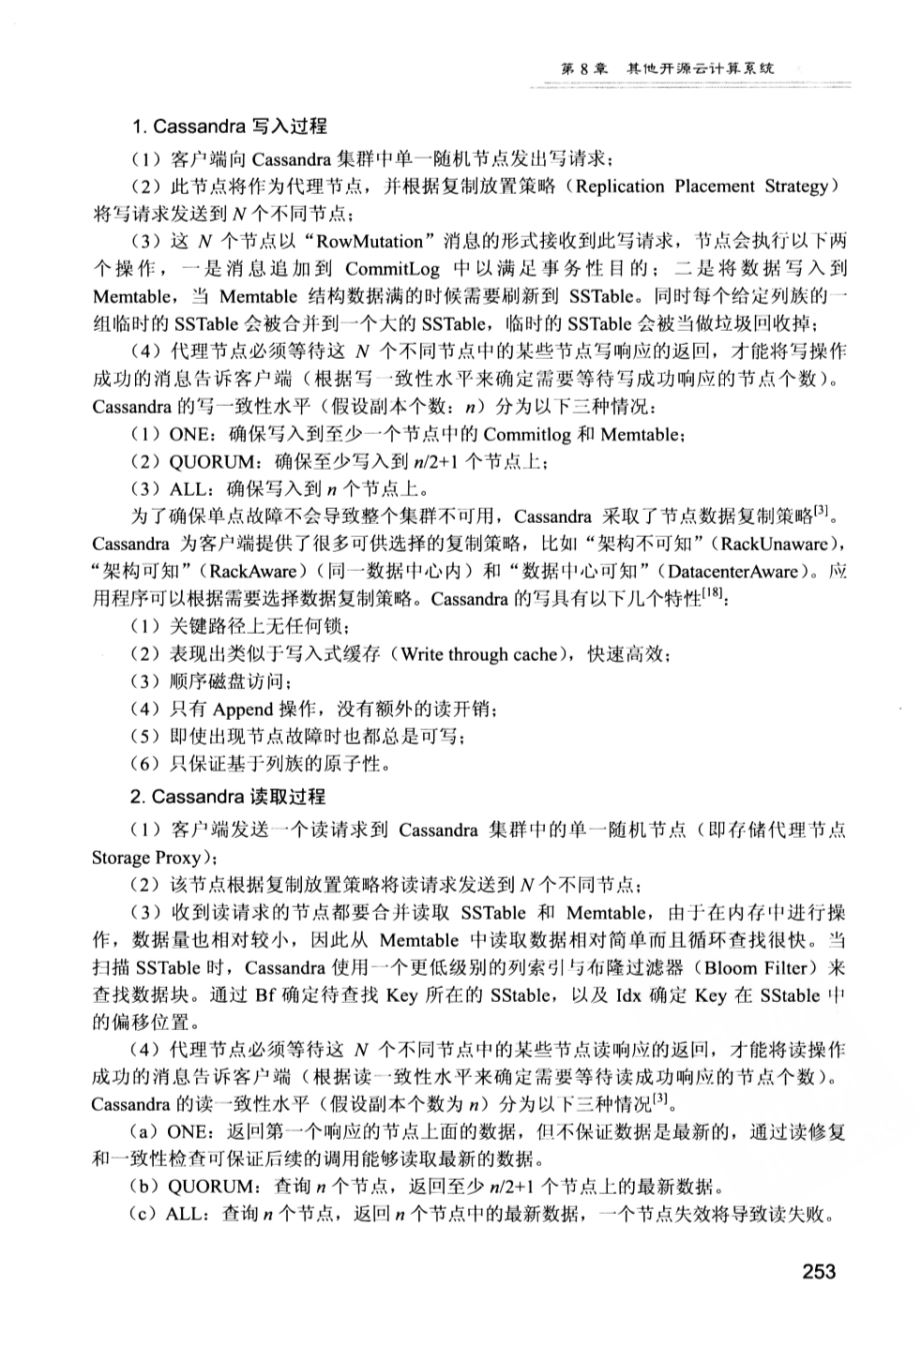 第 8 章 其他开源云计算系统
1. Cassandra 写入过程
（1）客户端向 Cassandra 集群中单一随机节点发出写请求；
（2）此节点将作为代理节点，并根据复制放置策略（Replication Placement Strategy）
将写请求发送到 N 个不同节点；
（3）这 N 个节点以“RowMutation”消息的形式接收到此写请求，节点会执行以下两
个操作，一是消息追加到 CommitLog 中以满足事务性目的；二是将数据写入到
Memtable，当 Memtable 结构数据满的时候需要刷新到 SSTable。同时每个给定列族的一
组临时的 SSTable 会被合并到一个大的 SSTable，临时的 SSTable 会被当做垃圾回收掉；
（4）代理节点必须等待这 N 个不同节点中的某些节点写响应的返回，才能将写操作
成功的消息告诉客户端（根据写一致性水平来确定需要等待写成功响应的节点个数）。
Cassandra 的写一致性水平（假设副本个数：n）分为以下三种情况：
（1）ONE：确保写入到至少一个节点中的 Commitlog 和 Memtable；
（2）QUORUM：确保至少写入到 n/2+1 个节点上；
（3）ALL：确保写入到 n 个节点上。
为了确保单点故障不会导致整个集群不可用，Cassandra 采取了节点数据复制策略[3]。
Cassandra 为客户端提供了很多可供选择的复制策略，比如“架构不可知”（RackUnaware），
“架构可知”（RackAware）（同一数据中心内）和“数据中心可知”（DatacenterAware）。应
用程序可以根据需要选择数据复制策略。Cassandra 的写具有以下几个特性[18]：
（1）关键路径上无任何锁；
（2）表现出类似于写入式缓存（Write through cache），快速高效；
（3）顺序磁盘访问；
（4）只有 Append 操作，没有额外的读开销；
（5）即使出现节点故障时也都总是可写；
（6）只保证基于列族的原子性。
2. Cassandra 读取过程
（1）客户端发送一个读请求到 Cassandra 集群中的单一随机节点（即存储代理节点
Storage Proxy）；
（2）该节点根据复制放置策略将读请求发送到 N 个不同节点；
（3）收到读请求的节点都要合并读取 SSTable 和 Memtable，由于在内存中进行操
作，数据量也相对较小，因此从 Memtable 中读取数据相对简单而且循环查找很快。当
扫描 SSTable 时，Cassandra 使用一个更低级别的列索引与布隆过滤器（Bloom Filter）来
查找数据块。通过 Bf 确定待查找 Key 所在的 SStable，以及 Idx 确定 Key 在 SStable 中
的偏移位置。
（4）代理节点必须等待这 N 个不同节点中的某些节点读响应的返回，才能将读操作
成功的消息告诉客户端（根据读一致性水平来确定需要等待读成功响应的节点个数）。
Cassandra 的读一致性水平（假设副本个数为 n）分为以下三种情况[3]。
（a）ONE：返回第一个响应的节点上面的数据，但不保证数据是最新的，通过读修复
和一致性检查可保证后续的调用能够读取最新的数据。
（b）QUORUM：查询 n 个节点，返回至少 n/2+1 个节点上的最新数据。
（c）ALL：查询 n 个节点，返回 n 个节点中的最新数据，一个节点失效将导致读失败。
253